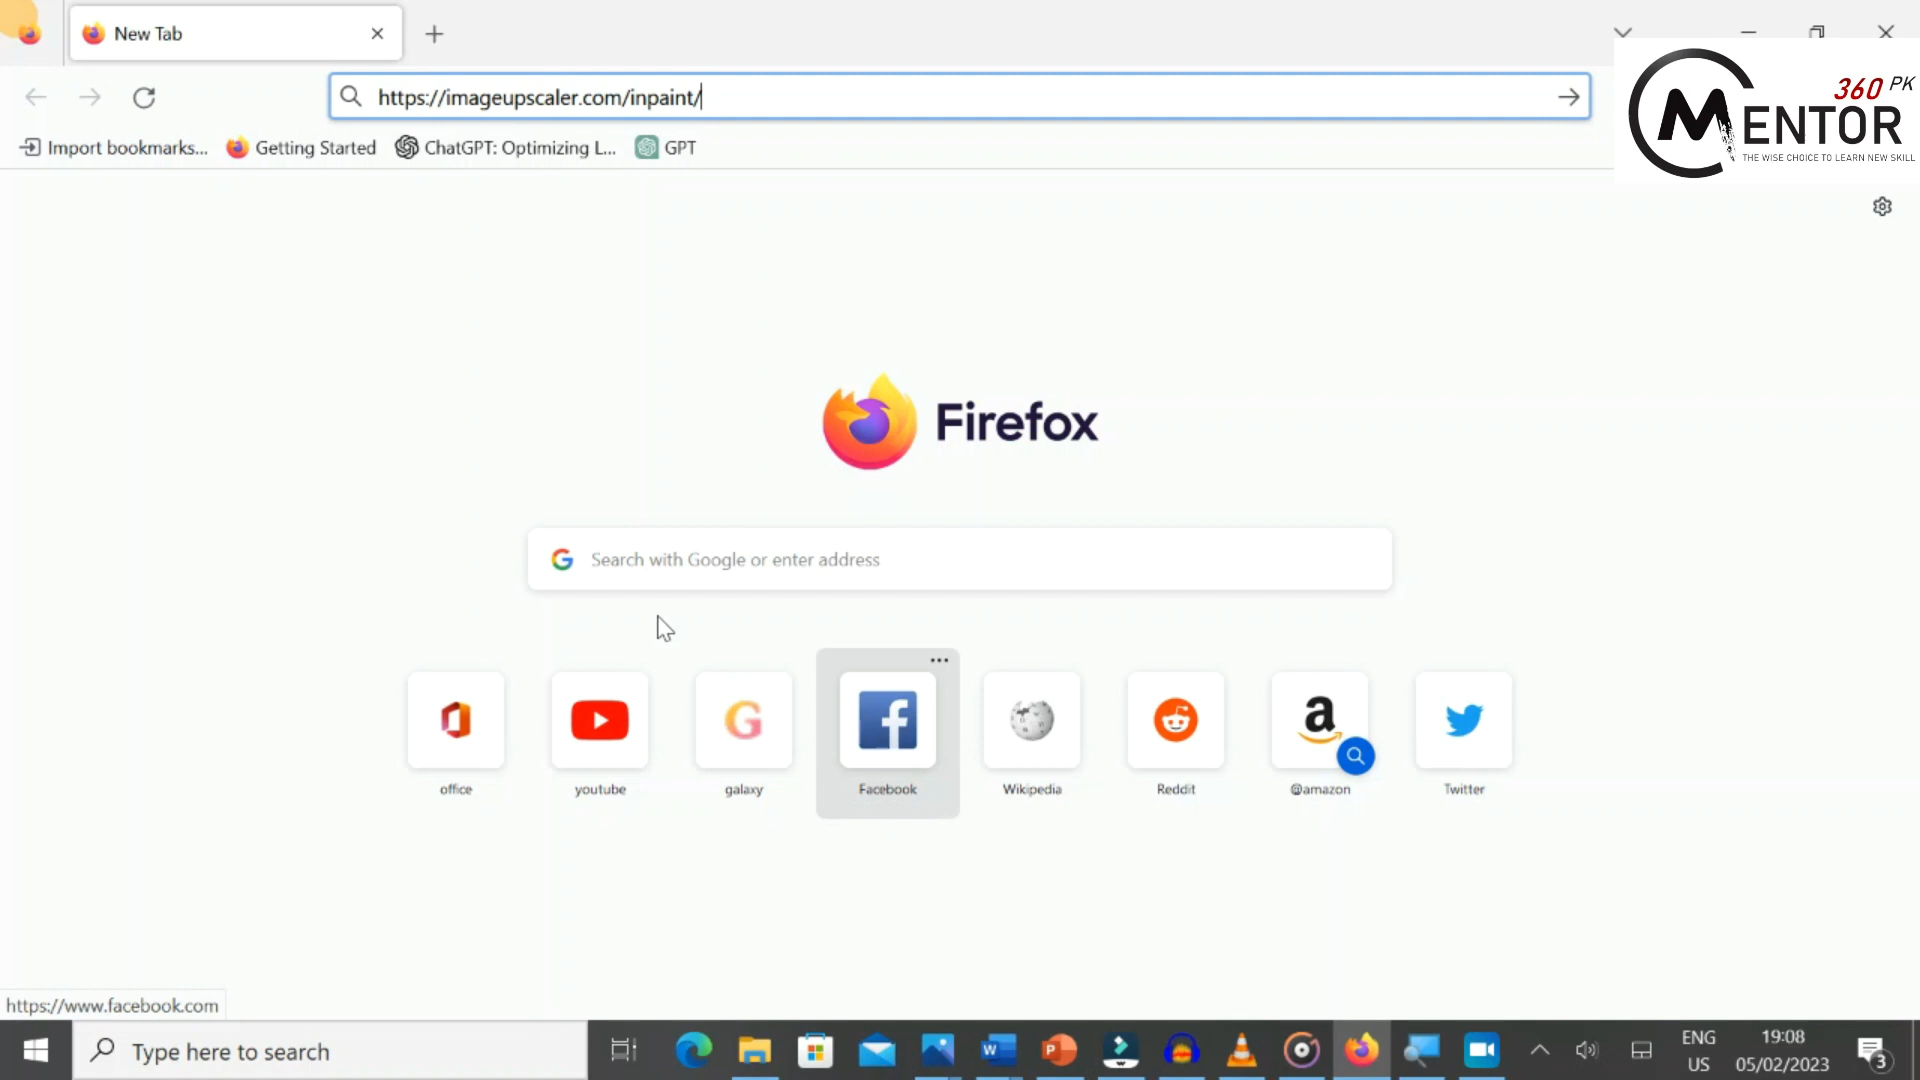 New Tab
https://imageupscaler.com/inpaint/
360 PK
MENTOR
THE WISE CHOICE TO LEARN NEW SKILL
Import bookmarks...
Getting Started
ChatGPT: Optimizing L...
GPT
Firefox
Search with Google or enter address
office
youtube
galaxy
Facebook
Wikipedia
Reddit
@amazon
Twitter
https://www.facebook.com
Type here to search
ENG
US
19:08
05/02/2023
3